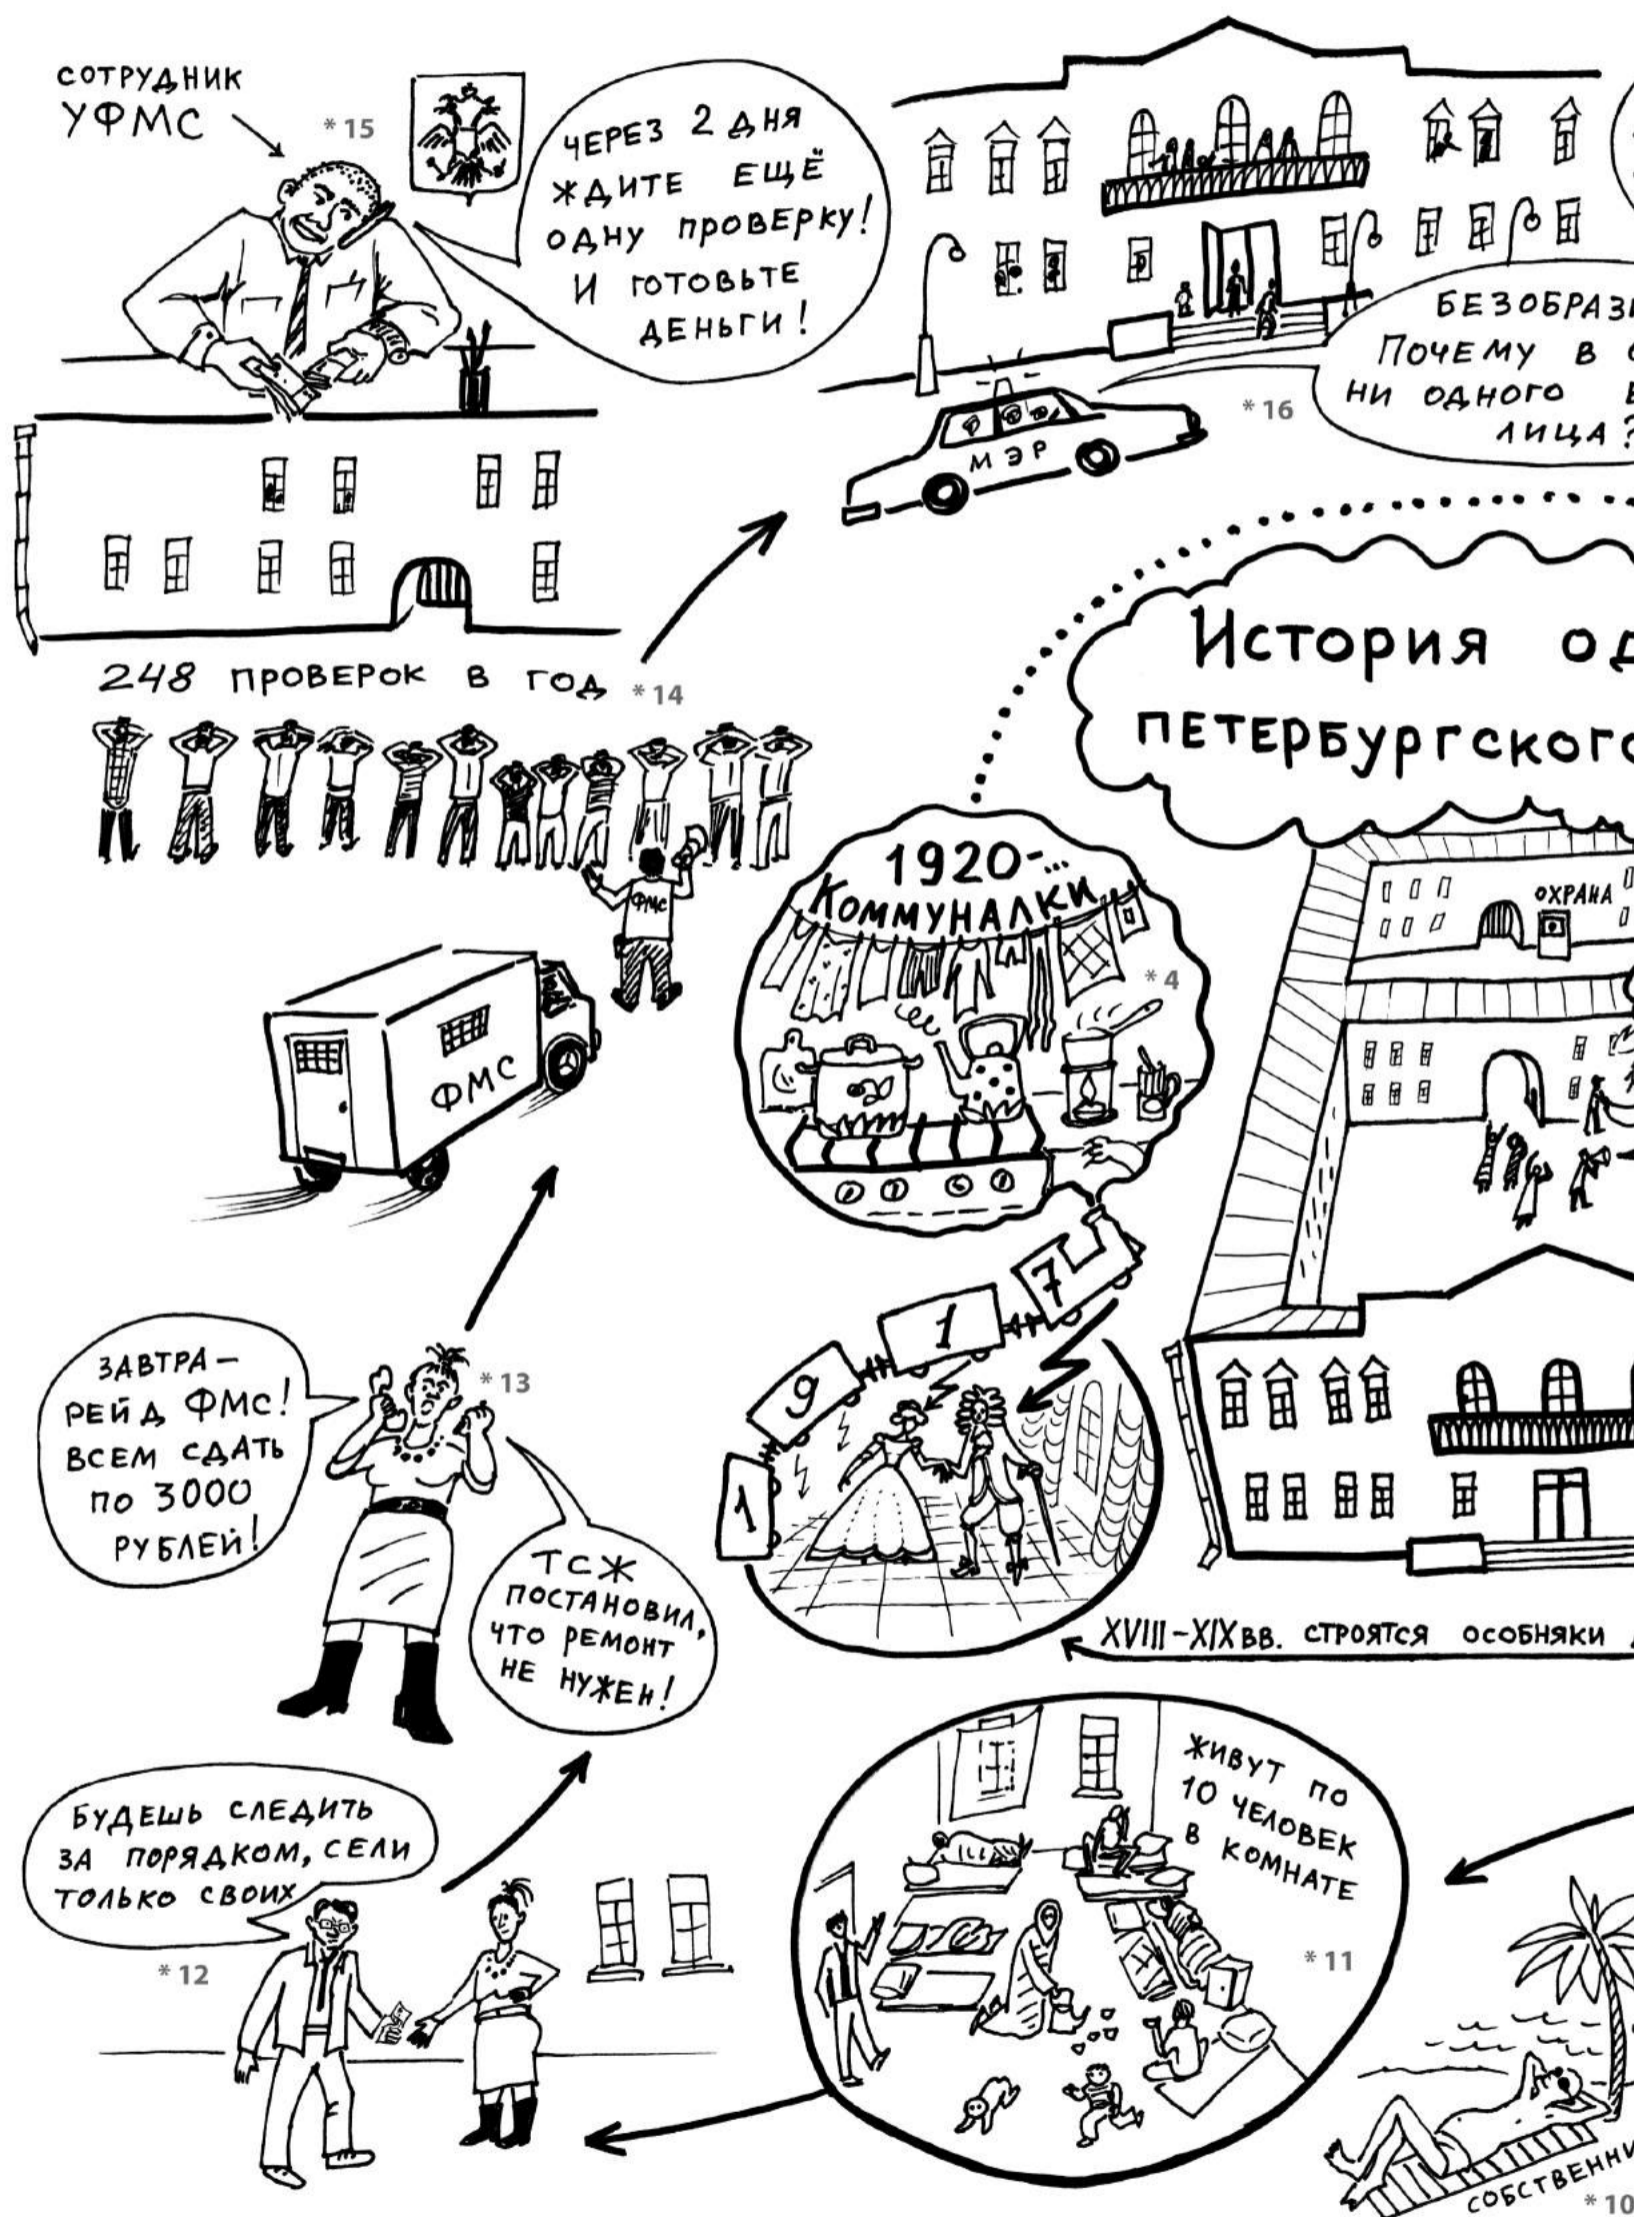 СОТРУДНИК
УФМС
* 15
ЧЕРЕЗ 2 ДНЯ
ЖДИТЕ ЕЩЁ
ОДНУ ПРОВЕРКУ!
И ГОТОВЬТЕ
ДЕНЬГИ!
БЕЗОБРАЗИ
ПОЧЕМУ В
НИ ОДНОГО
ЛИЦА?
* 16
МЭР
248 ПРОВЕРОК В ГОД
* 14
История од
ПЕТЕРБУРГСКОГО
ФМС
ФМС
1920-...
КОММУНАЛКИ
* 4
ОХРАНА
1 9 1 7
ЗАВТРА -
РЕЙД ФМС!
ВСЕМ СДАТЬ
ПО 3000
РУБЛЕЙ!
* 13
ТСЖ
ПОСТАНОВИЛ,
ЧТО РЕМОНТ
НЕ НУЖЕН!
XVIII-XIX ВВ. СТРОЯТСЯ ОСОБНЯКИ
БУДЕШЬ СЛЕДИТЬ
ЗА ПОРЯДКОМ, СЕЛИ
ТОЛЬКО СВОИХ
* 12
ЖИВУТ ПО
10 ЧЕЛОВЕК
В КОМНАТЕ
* 11
СОБСТВЕННИ
* 10